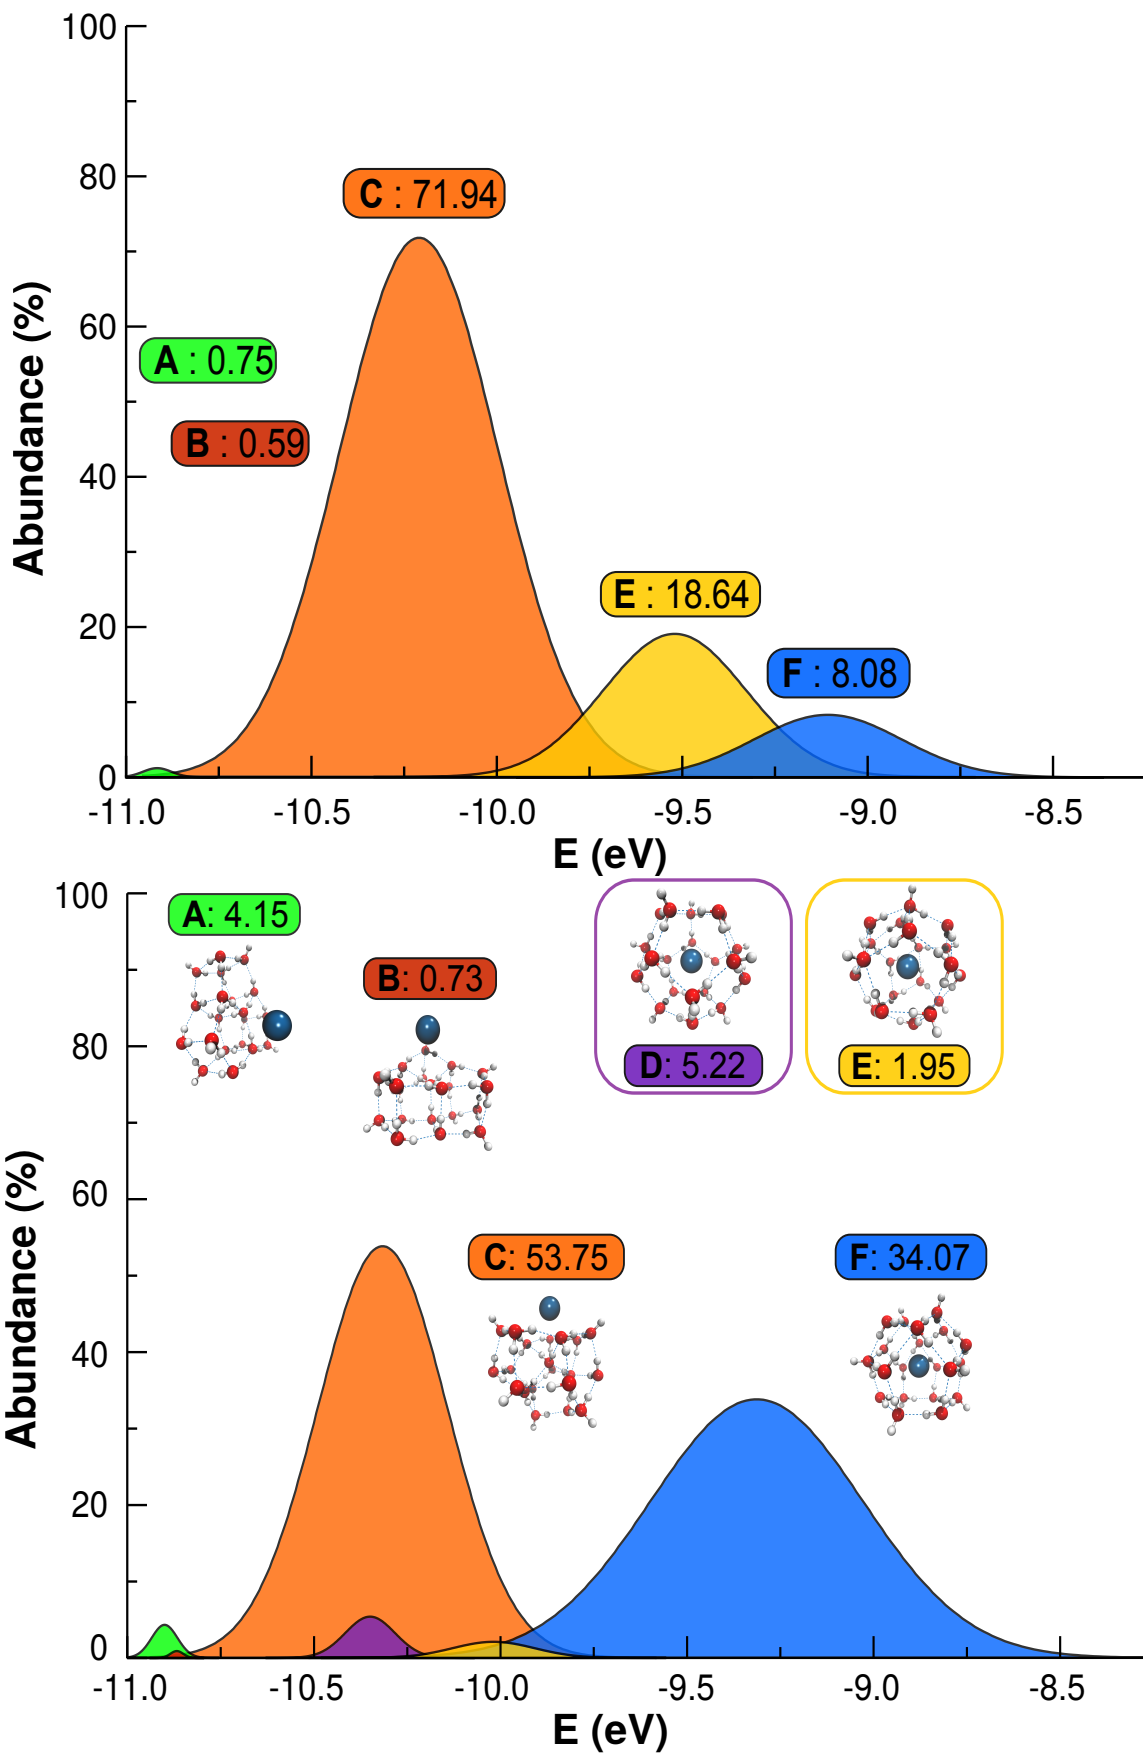 100
80
60
40
20
0
Abundance (%)
C : 71.94
A : 0.75
B : 0.59
E : 18.64
F : 8.08
-11.0 -10.5 -10.0 -9.5 -9.0 -8.5
E (eV)
100
80
60
40
20
0
Abundance (%)
A: 4.15
B: 0.73
D: 5.22
E: 1.95
C: 53.75
F: 34.07
-11.0 -10.5 -10.0 -9.5 -9.0 -8.5
E (eV)